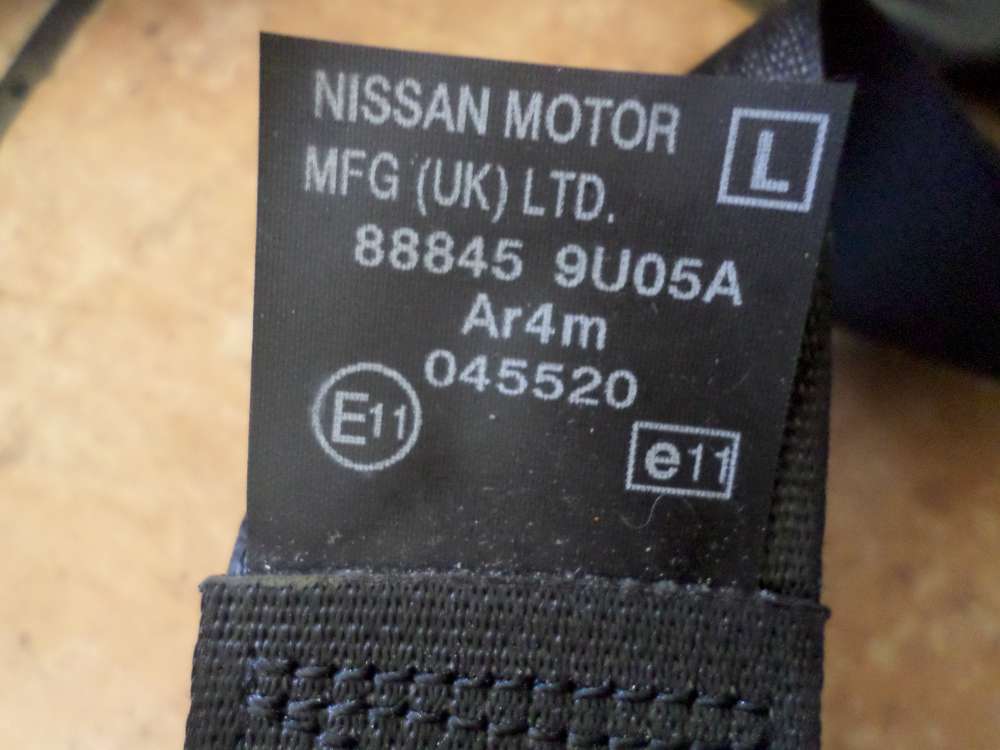 NISSAN MOTOR
L
MFG (UK) LTD.
88845 9U05A
Ar4m
045520
E11
e11